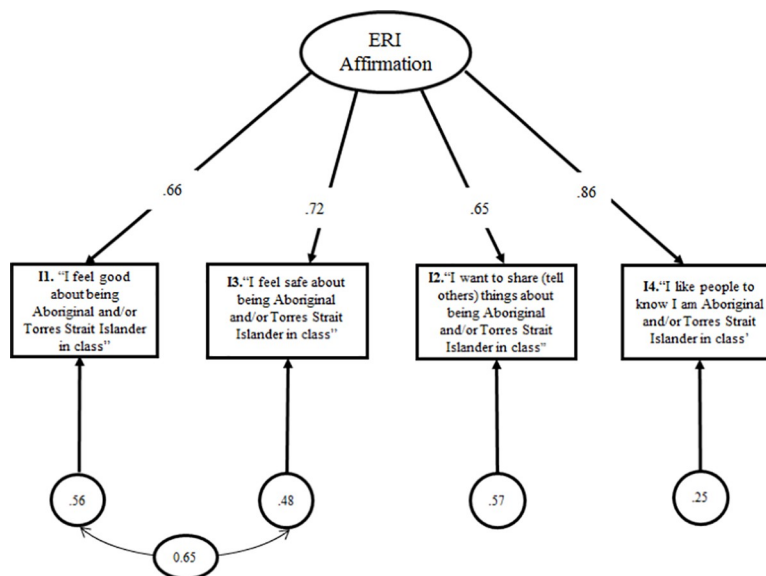 ERI
Affirmation
.66
.72
.65
.86
I1. “I feel good
about being
Aboriginal and/or
Torres Strait Islander
in class”
I3.“I feel safe about
being Aboriginal
and/or Torres Strait
Islander in class”
I2.“I want to share (tell
others) things about
being Aboriginal
and/or Torres Strait
Islander in class”
I4.“I like people to
know I am Aboriginal
and/or Torres Strait
Islander in class’
.56
.48
.57
.25
0.65